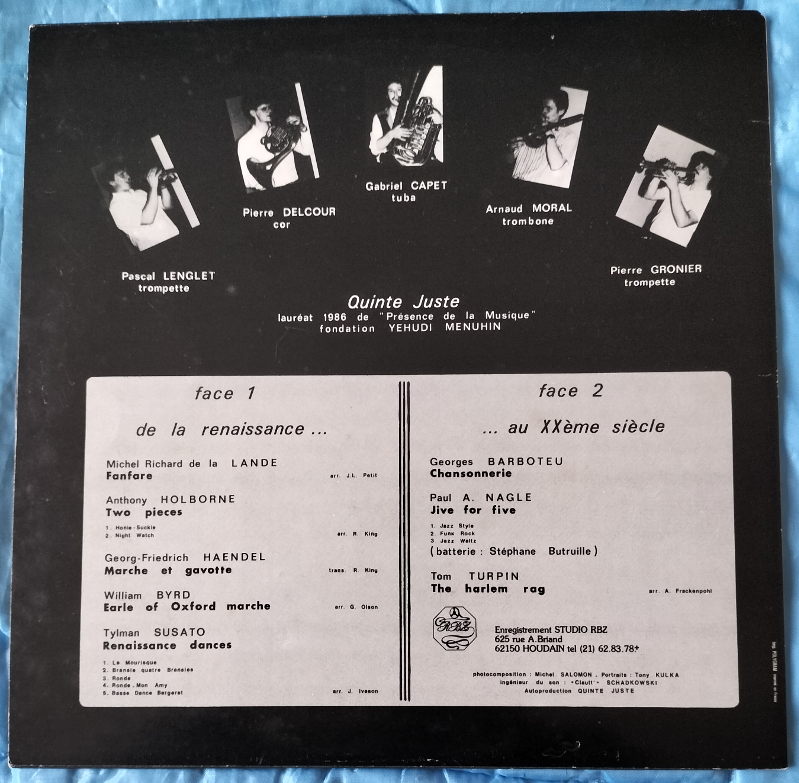 Pascal LENGLET
trompette
Pierre DELCOUR
cor
Gabriel CAPET
tuba
Arnaud MORAL
trombone
Pierre GRONIER
trompette
Quinte Juste
lauréat 1986 de "Présence de la Musique"
fondation YEHUDI MENUHIN
face 1
de la renaissance ...
Michel Richard de la LANDE
Fanfare arr. J.L. Petit
Anthony HOLBORNE
Two pieces
1. Honie-Suckle
2. Night Watch arr. R. King
Georg-Friedrich HAENDEL
Marche et gavotte trans. R. King
William BYRD
Earle of Oxford marche arr. G. Olson
Tylman SUSATO
Renaissance dances
1. La Mourisque
2. Bransle quatre Bransles
3. Ronde
4. Ronde. Mon Amy
5. Basse Dance Bergeret arr. J. Iveson
face 2
... au XXème siècle
Georges BARBOTEU
Chansonnerie
Paul A. NAGLE
Jive for five
1. Jazz Style
2. Funk Rock
3. Jazz Waltz
(batterie : Stéphane Butruille)
Tom TURPIN
The harlem rag arr. A. Frackenpohl
RBZ
Enregistrement STUDIO RBZ
625 rue A.Briand
62150 HOUDAIN tel (21) 62.83.78+
photocomposition : Michel SALOMON . Portraits : Tony KULKA
ingénieur du son : "Clautt" SCHADKOWSKI
Autoproduction QUINTE JUSTE